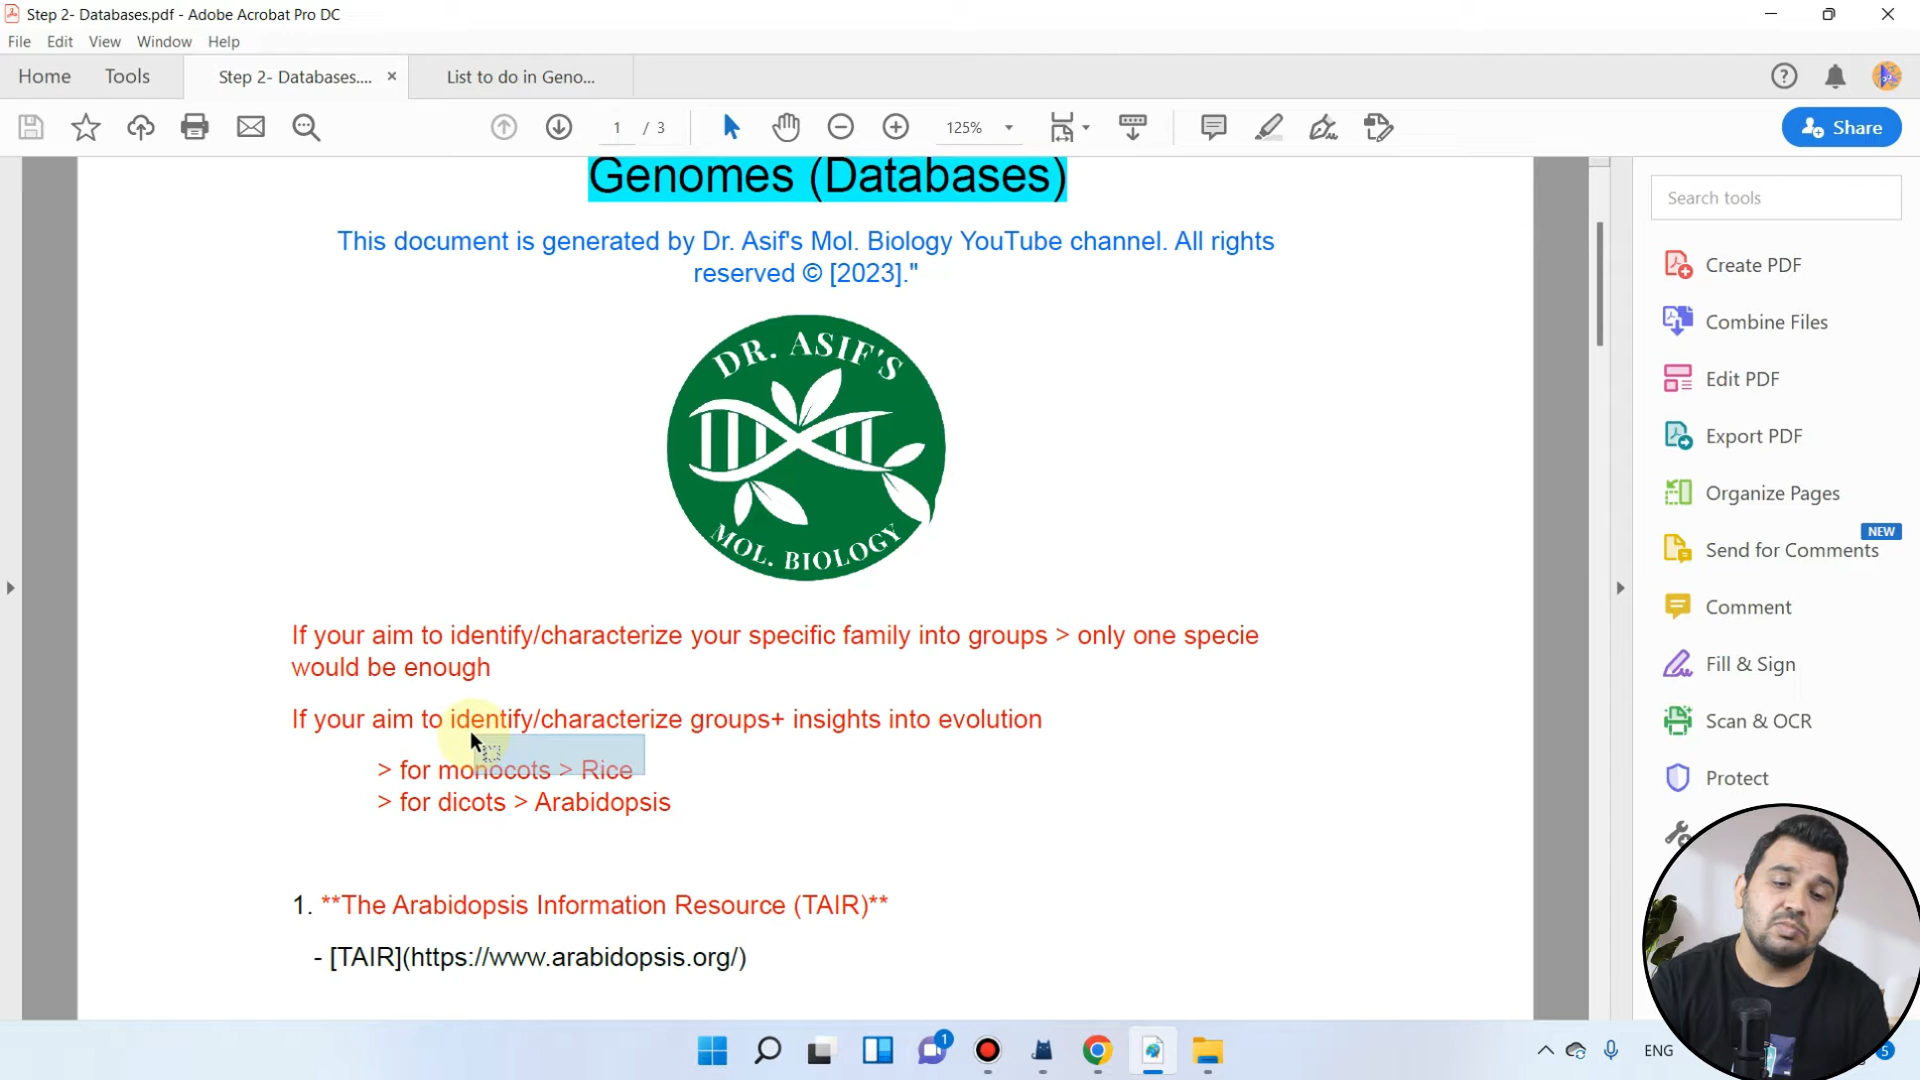 Step 2- Databases.pdf - Adobe Acrobat Pro DC
File Edit View Window Help
Home Tools Step 2- Databases.... × List to do in Geno...
1 / 3 125% Share
Genomes (Databases)
This document is generated by Dr. Asif's Mol. Biology YouTube channel. All rights
reserved © [2023]."
DR. ASIF'S
MOL. BIOLOGY
If your aim to identify/characterize your specific family into groups > only one specie
would be enough
If your aim to identify/characterize groups+ insights into evolution
> for monocots > Rice
> for dicots > Arabidopsis
1. **The Arabidopsis Information Resource (TAIR)**
- [TAIR](https://www.arabidopsis.org/)
Search tools
Create PDF
Combine Files
Edit PDF
Export PDF
Organize Pages
NEW
Send for Comments
Comment
Fill & Sign
Scan & OCR
Protect
1
ENG
5